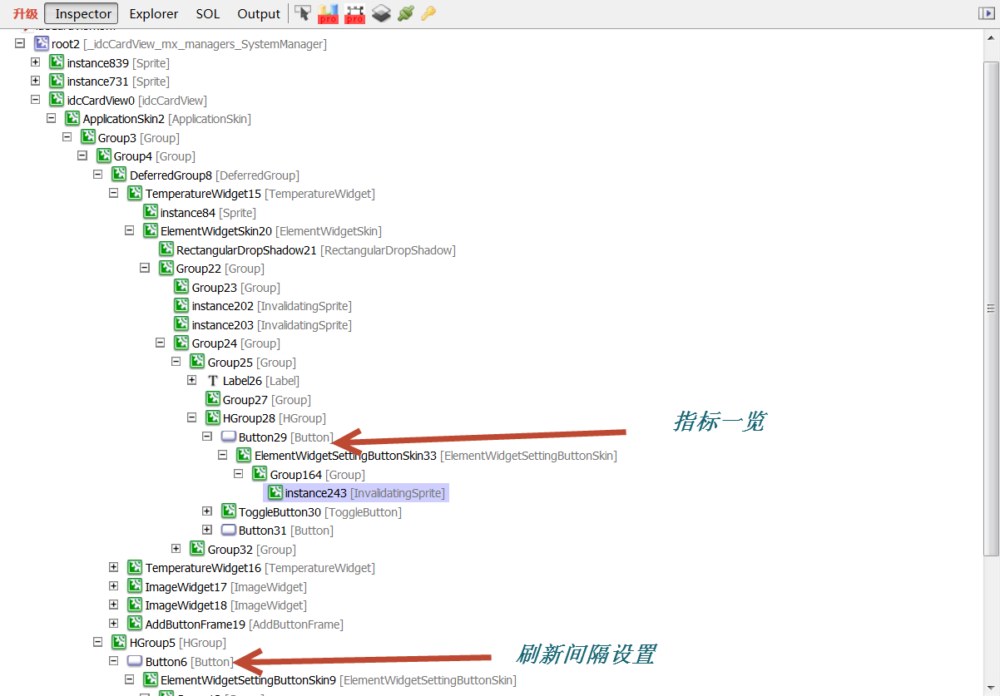 升级 Inspector Explorer SOL Output pro pro
root2 [_idcCardView_mx_managers_SystemManager]
instance839 [Sprite]
instance731 [Sprite]
idcCardView0 [idcCardView]
ApplicationSkin2 [ApplicationSkin]
Group3 [Group]
Group4 [Group]
DeferredGroup8 [DeferredGroup]
TemperatureWidget15 [TemperatureWidget]
instance84 [Sprite]
ElementWidgetSkin20 [ElementWidgetSkin]
RectangularDropShadow21 [RectangularDropShadow]
Group22 [Group]
Group23 [Group]
instance202 [InvalidatingSprite]
instance203 [InvalidatingSprite]
Group24 [Group]
Group25 [Group]
T Label26 [Label]
Group27 [Group]
HGroup28 [HGroup]
指标一览
Button29 [Button]
ElementWidgetSettingButtonSkin33 [ElementWidgetSettingButtonSkin]
Group164 [Group]
instance243 [InvalidatingSprite]
ToggleButton30 [ToggleButton]
Button31 [Button]
Group32 [Group]
TemperatureWidget16 [TemperatureWidget]
ImageWidget17 [ImageWidget]
ImageWidget18 [ImageWidget]
AddButtonFrame19 [AddButtonFrame]
HGroup5 [HGroup]
刷新间隔设置
Button6 [Button]
ElementWidgetSettingButtonSkin9 [ElementWidgetSettingButtonSkin]